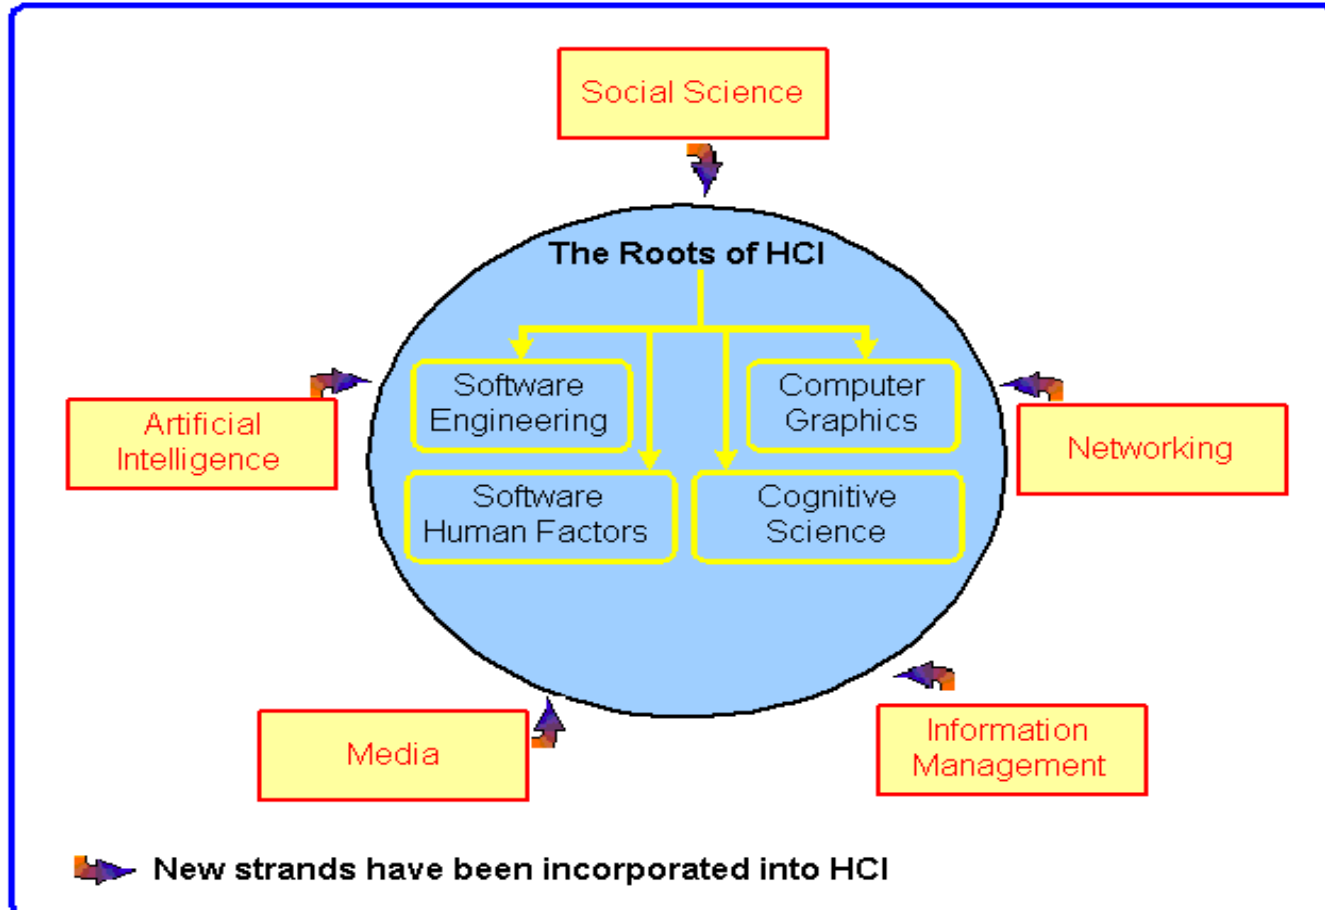 Social Science
The Roots of HCI
Software
Engineering
Computer
Graphics
Software
Human Factors
Cognitive
Science
Artificial
Intelligence
Networking
Media
Information
Management
New strands have been incorporated into HCI